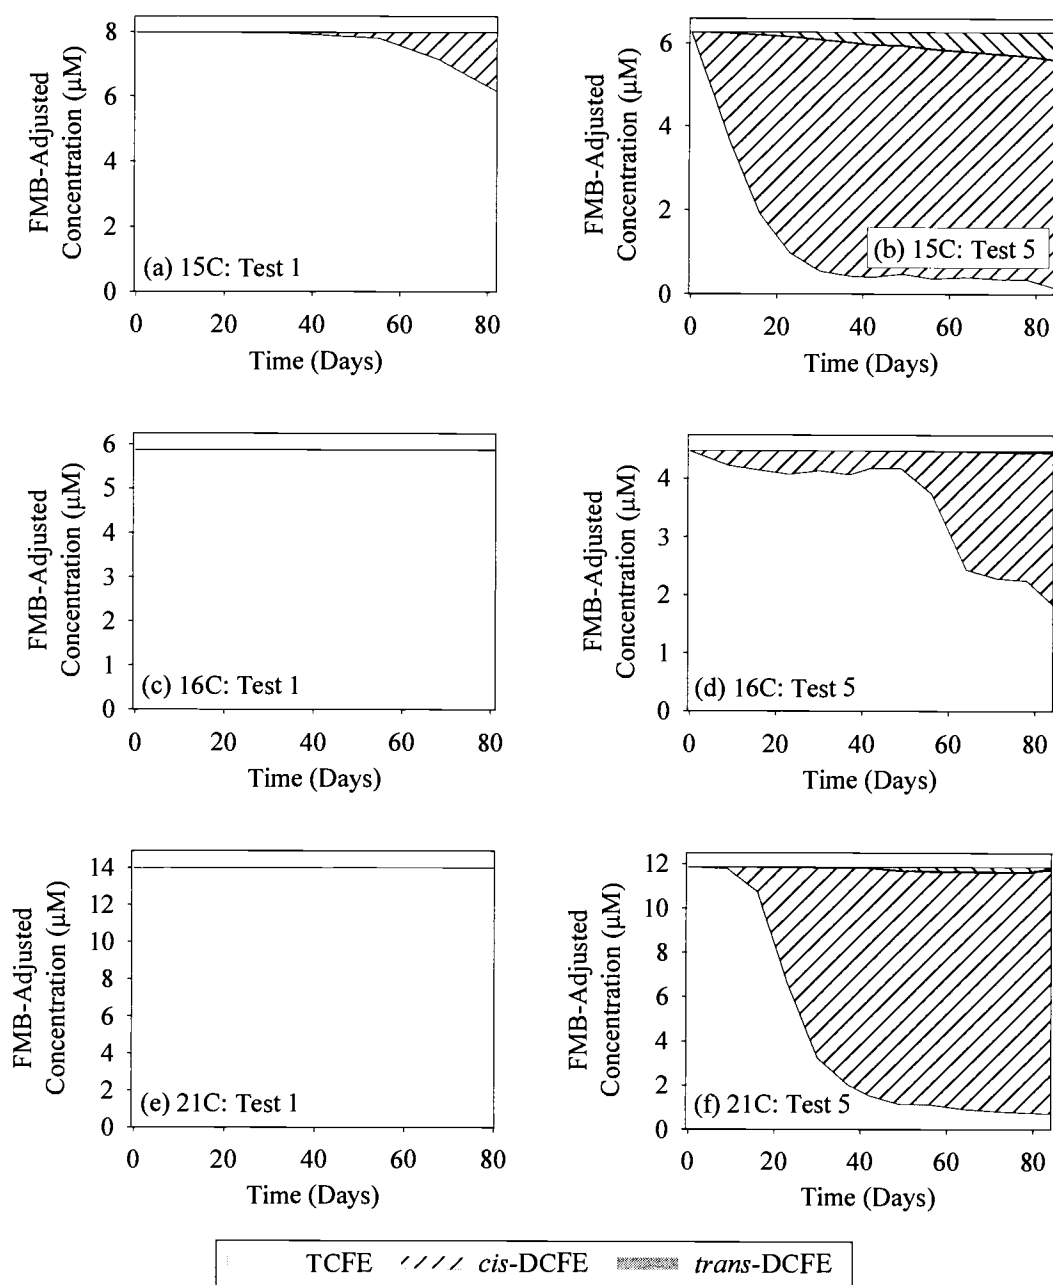 FMB-Adjusted
Concentration (μM)
8
6
4
2
0
(a) 15C: Test 1
0 20 40 60 80
Time (Days)
FMB-Adjusted
Concentration (μM)
6
4
2
0
(b) 15C: Test 5
0 20 40 60 80
Time (Days)
FMB-Adjusted
Concentration (μM)
6
5
4
3
2
1
0
(c) 16C: Test 1
0 20 40 60 80
Time (Days)
FMB-Adjusted
Concentration (μM)
4
3
2
1
0
(d) 16C: Test 5
0 20 40 60 80
Time (Days)
FMB-Adjusted
Concentration (μM)
14
12
10
8
6
4
2
0
(e) 21C: Test 1
0 20 40 60 80
Time (Days)
FMB-Adjusted
Concentration (μM)
12
10
8
6
4
2
0
(f) 21C: Test 5
0 20 40 60 80
Time (Days)
TCFE cis-DCFE trans-DCFE